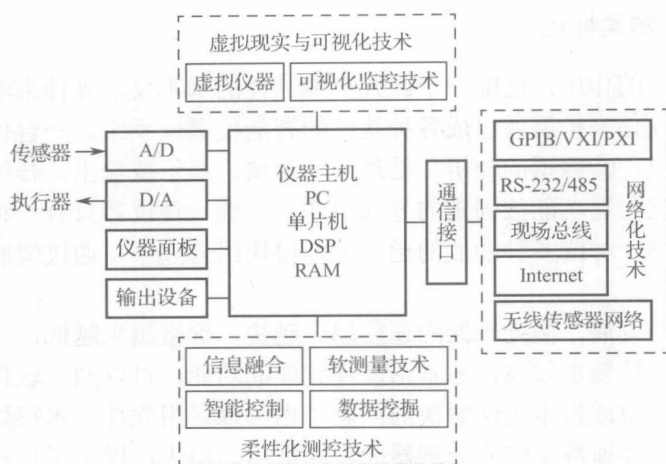 虚拟现实与可视化技术
虚拟仪器
可视化监控技术
传感器
A/D
执行器
D/A
仪器面板
输出设备
仪器主机
PC
单片机
DSP
RAM
通信接口
GPIB/VXI/PXI
RS-232/485
现场总线
Internet
无线传感器网络
网络化技术
信息融合
软测量技术
智能控制
数据挖掘
柔性化测控技术